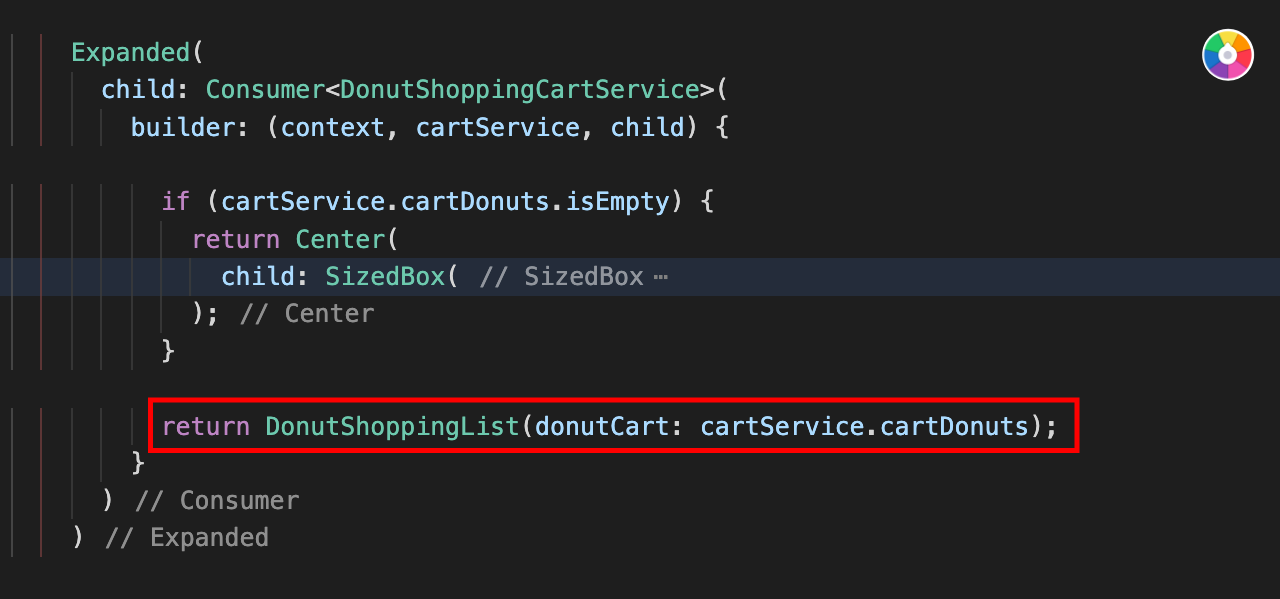 Expanded(
child: Consumer<DonutShoppingCartService>(
builder: (context, cartService, child) {
if (cartService.cartDonuts.isEmpty) {
return Center(
child: SizedBox( // SizedBox ⋯
); // Center
}
return DonutShoppingList(donutCart: cartService.cartDonuts);
}
) // Consumer
) // Expanded